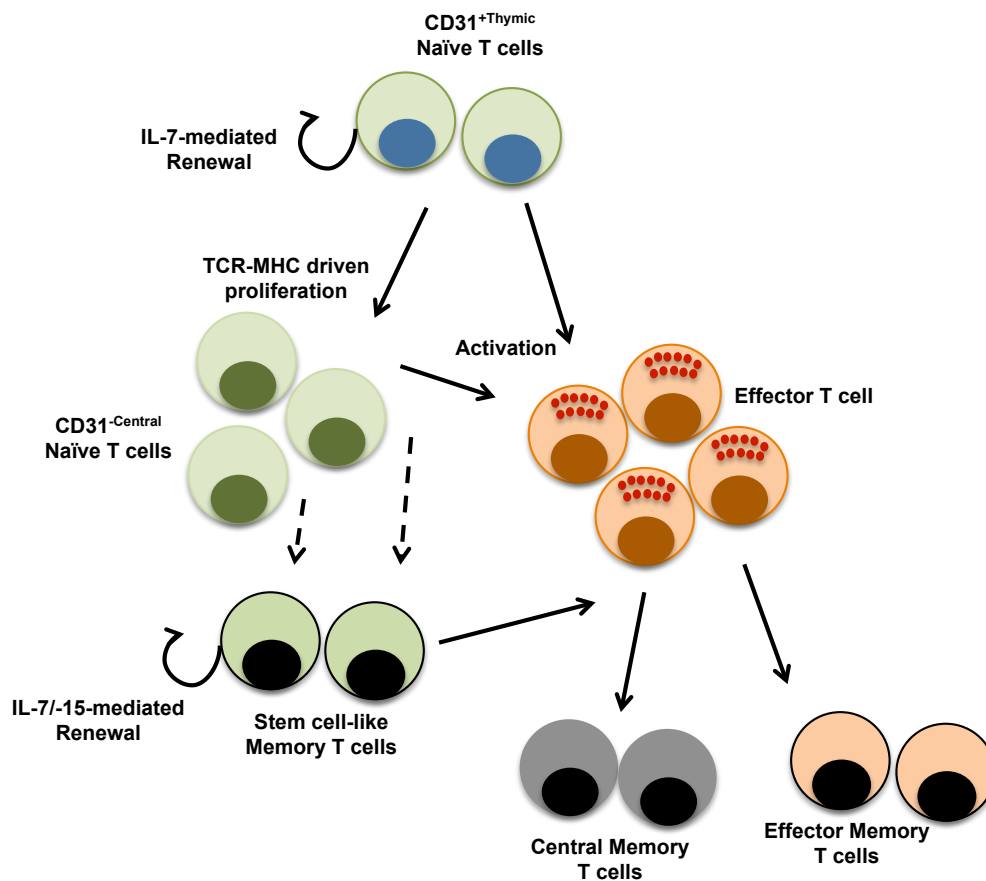 CD31+Thymic
Naïve T cells
IL-7-mediated
Renewal
TCR-MHC driven
proliferation
Activation
Effector T cell
CD31-Central
Naïve T cells
IL-7/-15-mediated
Renewal
Stem cell-like
Memory T cells
Central Memory
T cells
Effector Memory
T cells